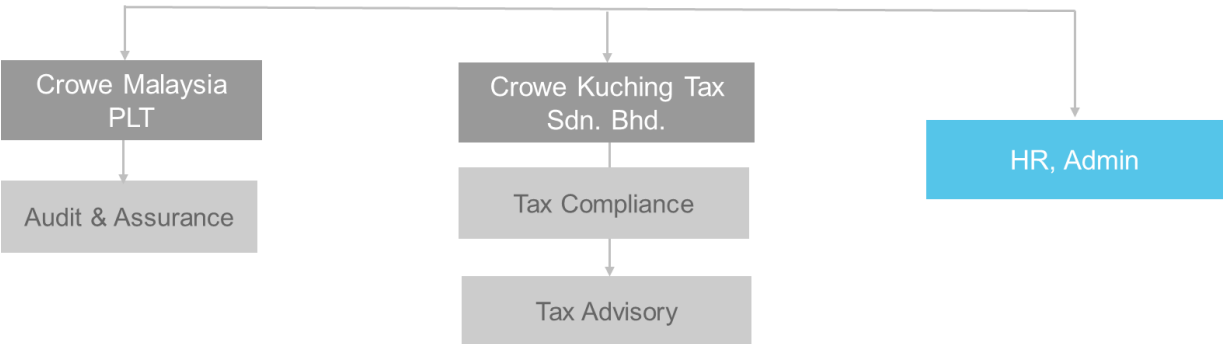 Crowe Malaysia
PLT
Audit & Assurance
Crowe Kuching Tax
Sdn. Bhd.
Tax Compliance
Tax Advisory
HR, Admin